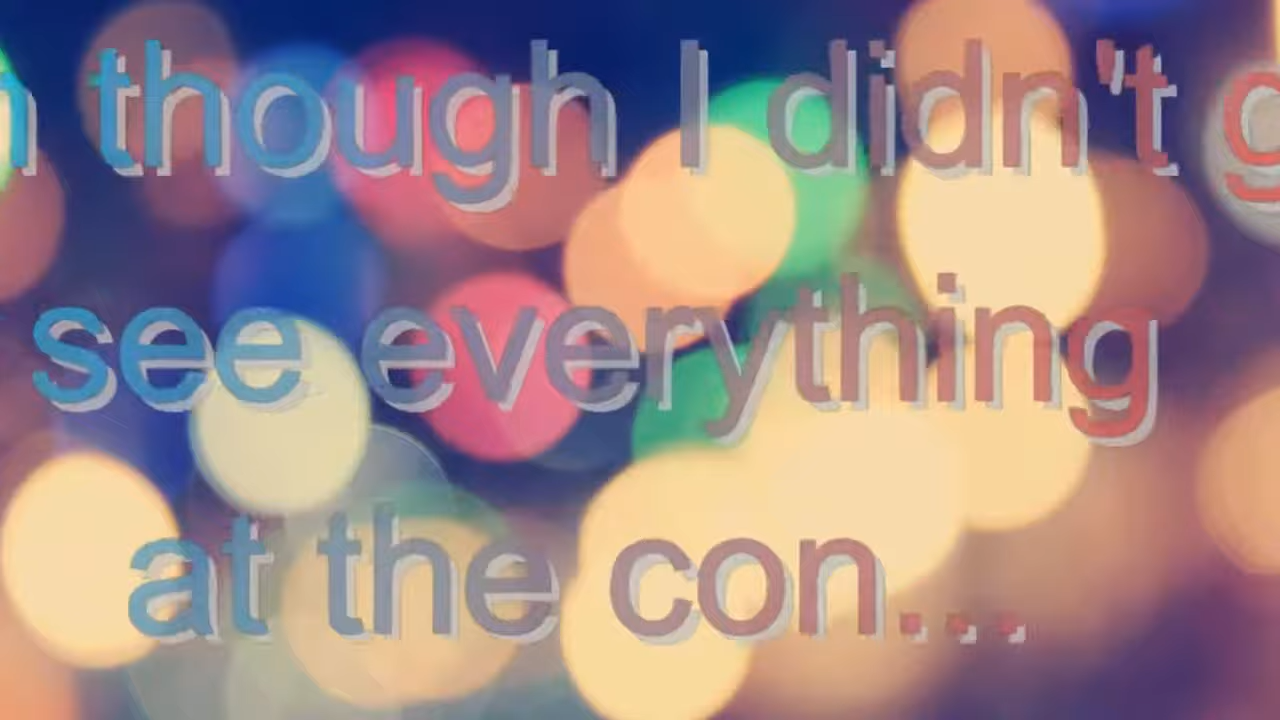 n though I didn't g
see everything
at the con...